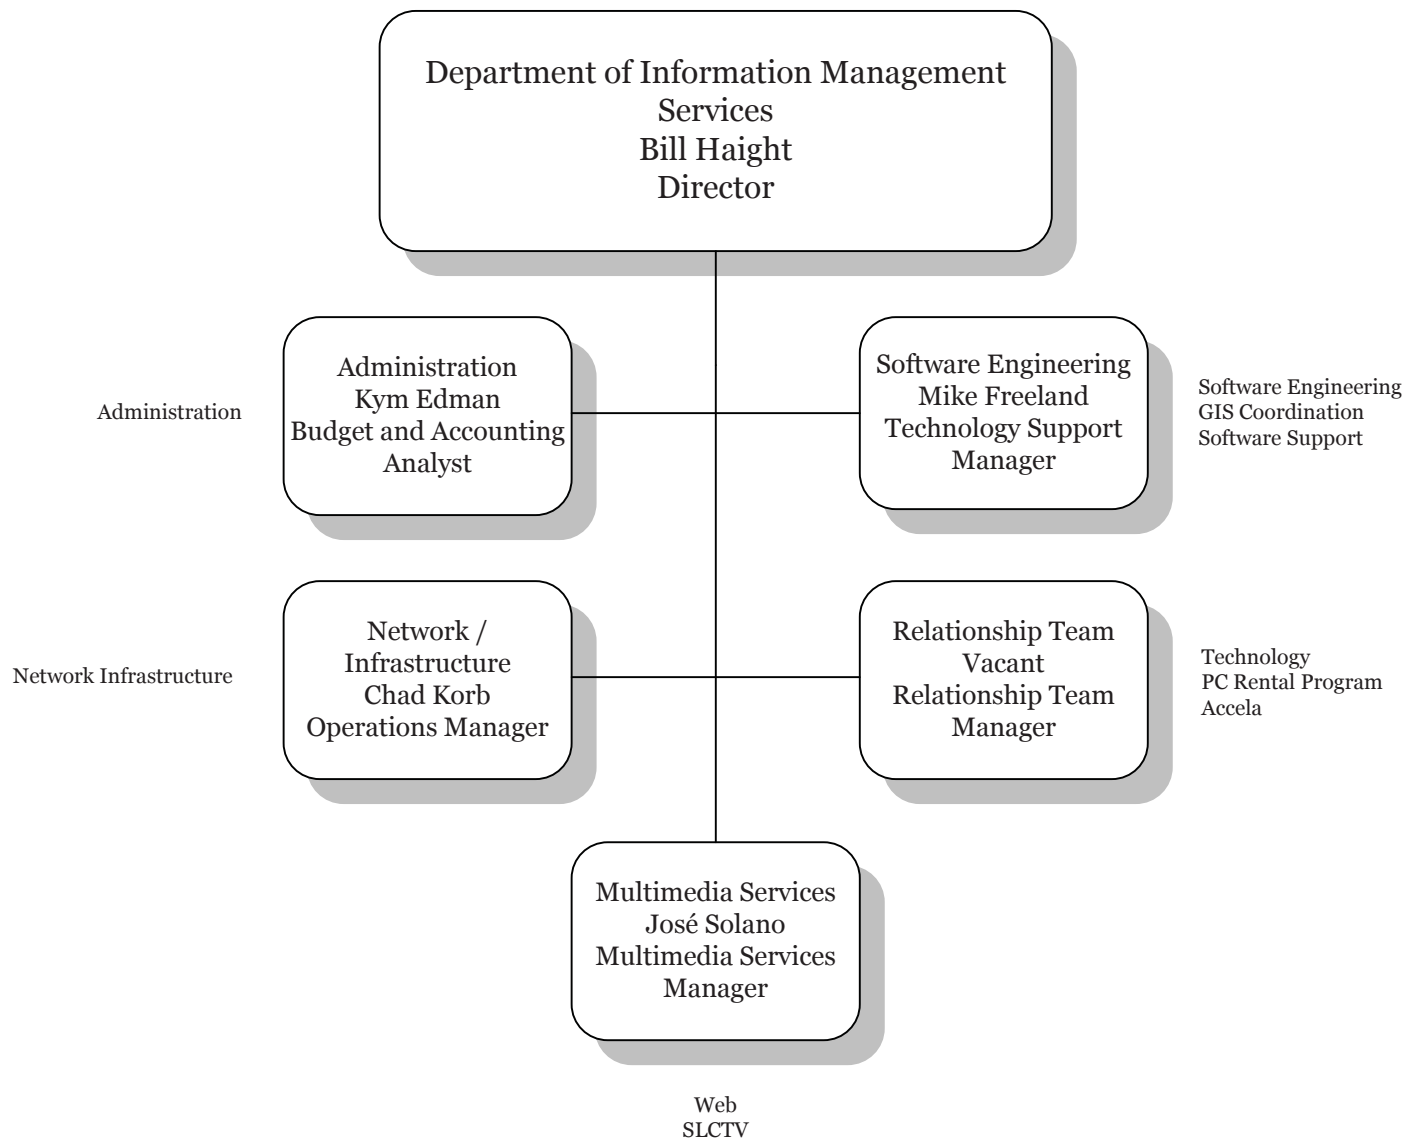 Department of Information Management
Services
Bill Haight
Director
Administration
Administration
Kym Edman
Budget and Accounting
Analyst
Software Engineering
Mike Freeland
Technology Support
Manager
Software Engineering
GIS Coordination
Software Support
Network Infrastructure
Network /
Infrastructure
Chad Korb
Operations Manager
Relationship Team
Vacant
Relationship Team
Manager
Technology
PC Rental Program
Accela
Multimedia Services
José Solano
Multimedia Services
Manager
Web
SLCTV